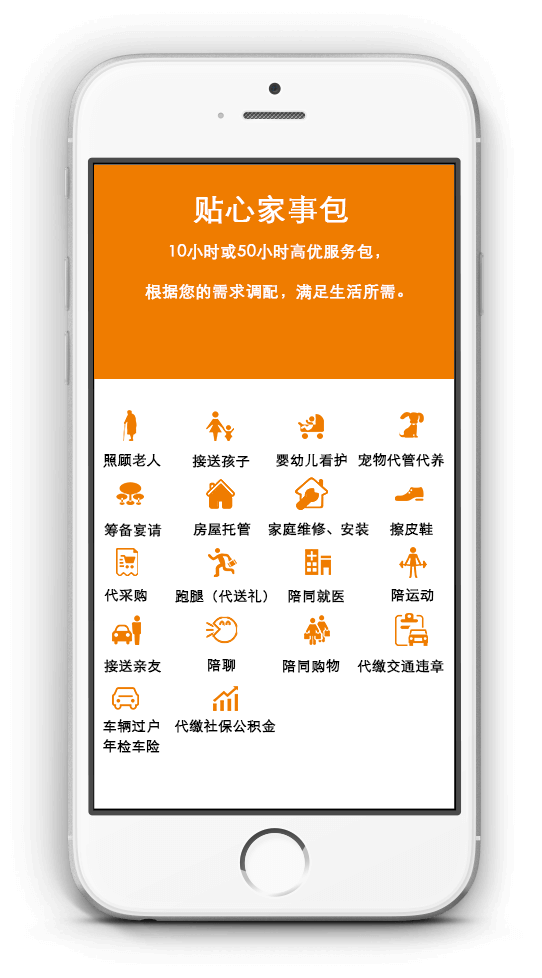 贴心家事包
10小时或50小时高优服务包，
根据您的需求调配，满足生活所需。
照顾老人 接送孩子 婴幼儿看护 宠物代管代养
筹备宴请 房屋托管 家庭维修、安装 擦皮鞋
代采购 跑腿（代送礼） 陪同就医 陪运动
接送亲友 陪聊 陪同购物 代缴交通违章
车辆过户 代缴社保公积金
年检车险